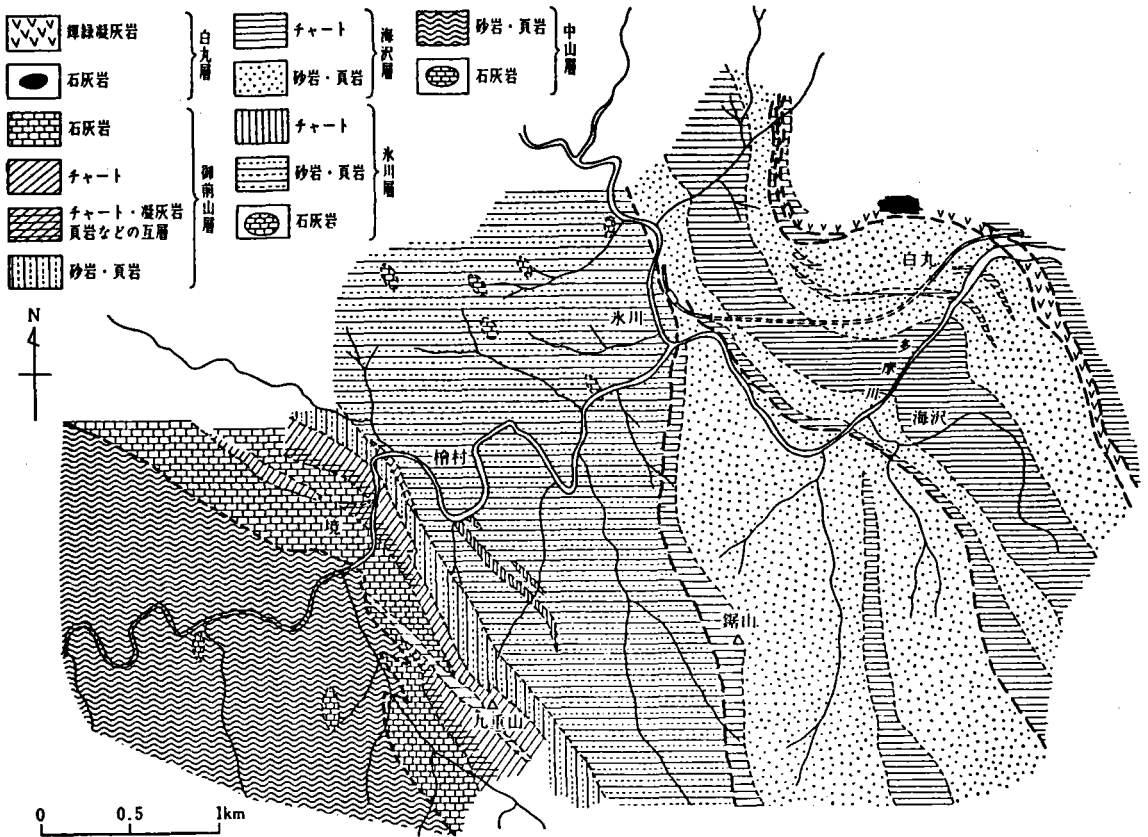 輝緑凝灰岩
石灰岩
白丸層
石灰岩
チャート
チャート・凝灰岩
頁岩などの互層
砂岩・頁岩
御前山層
チャート
砂岩・頁岩
海沢層
チャート
砂岩・頁岩
石灰岩
氷川層
砂岩・頁岩
石灰岩
中山層
N
白丸
氷川
多摩川
海沢
檜村
境
鋸山
九重山
0 0.5 1km